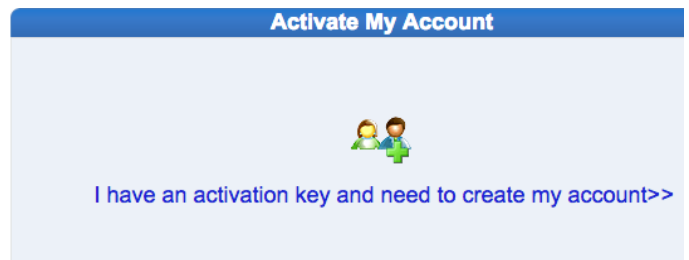 Activate My Account
I have an activation key and need to create my account>>